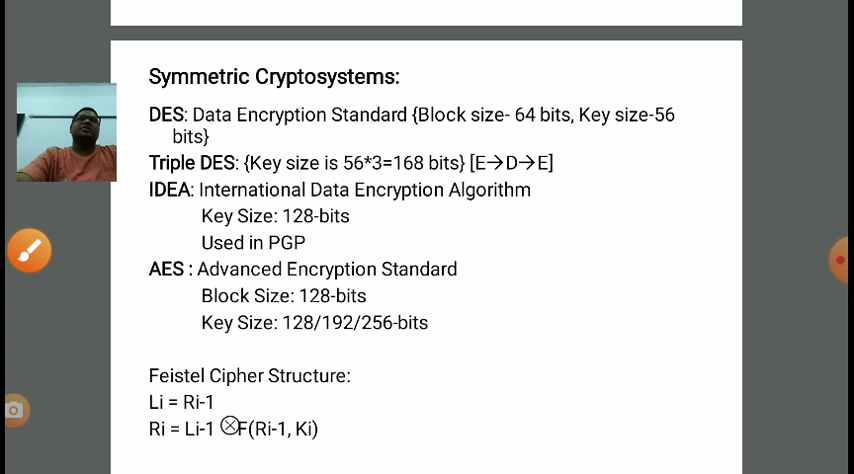 Symmetric Cryptosystems:
DES: Data Encryption Standard {Block size- 64 bits, Key size-56
bits}
Triple DES: {Key size is 56*3=168 bits} [E→D→E]
IDEA: International Data Encryption Algorithm
Key Size: 128-bits
Used in PGP
AES : Advanced Encryption Standard
Block Size: 128-bits
Key Size: 128/192/256-bits
Feistel Cipher Structure:
Li = Ri-1
Ri = Li-1 ⊗F(Ri-1, Ki)